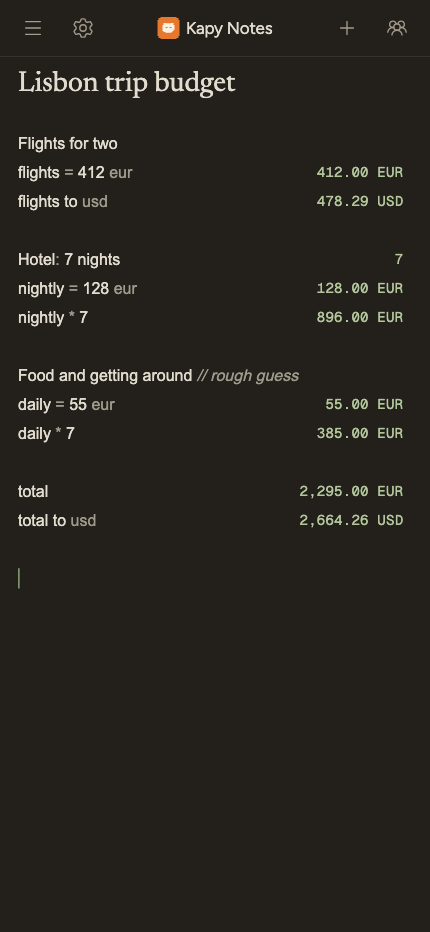 Kapy Notes
Lisbon trip budget
Flights for two
flights = 412 eur 412.00 EUR
flights to usd 478.29 USD
Hotel: 7 nights 7
nightly = 128 eur 128.00 EUR
nightly * 7 896.00 EUR
Food and getting around // rough guess
daily = 55 eur 55.00 EUR
daily * 7 385.00 EUR
total 2,295.00 EUR
total to usd 2,664.26 USD